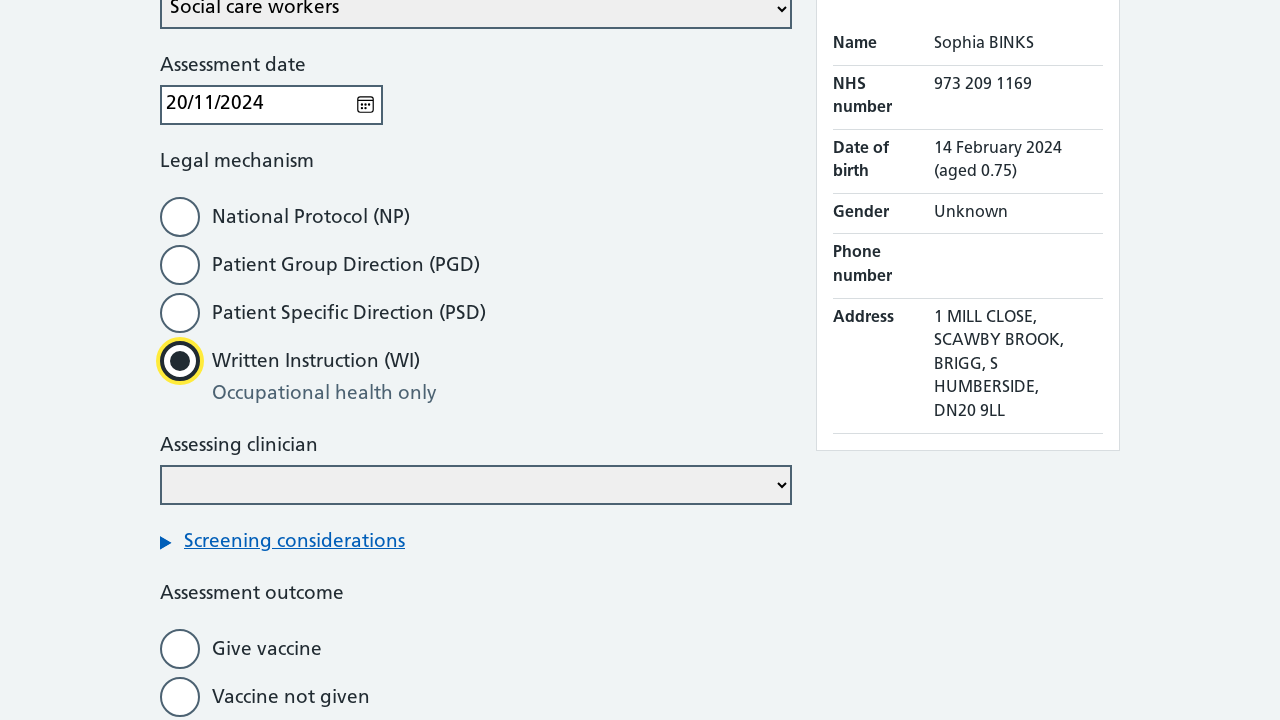 Social care workers
Assessment date
20/11/2024
Legal mechanism
National Protocol (NP)
Patient Group Direction (PGD)
Patient Specific Direction (PSD)
Written Instruction (WI)
Occupational health only
Assessing clinician
Screening considerations
Assessment outcome
Give vaccine
Vaccine not given
Name Sophia BINKS
NHS number 973 209 1169
Date of birth 14 February 2024 (aged 0.75)
Gender Unknown
Phone number
Address 1 MILL CLOSE,
SCAWBY BROOK,
BRIGG, S
HUMBERSIDE,
DN20 9LL